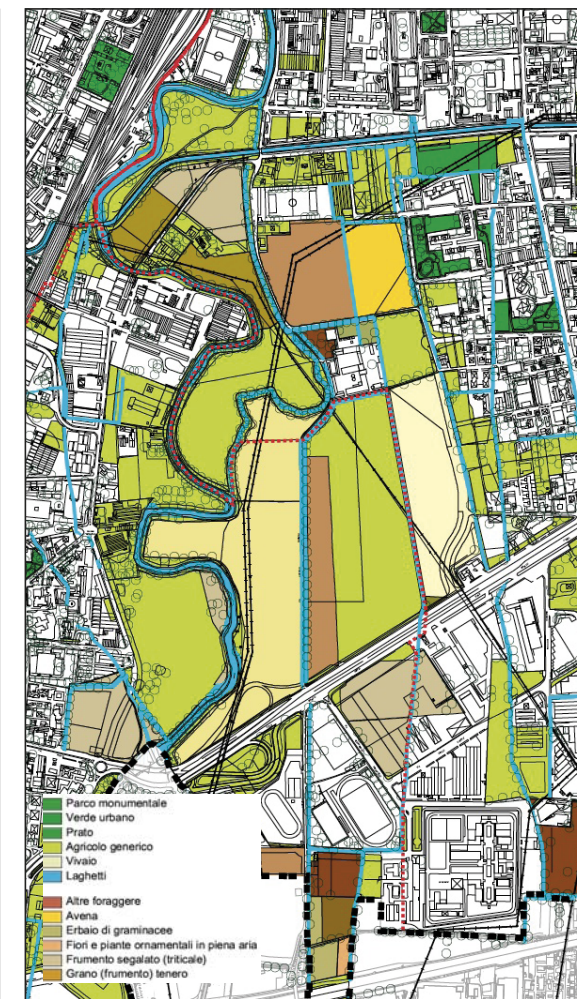 Parco monumentale
Verde urbano
Prato
Agricolo generico
Vivaio
Laghetti
Altre foraggere
Avena
Erbaio di graminacee
Fiori e piante ornamentali in piena aria
Frumento segalato (triticale)
Grano (frumento) tenero